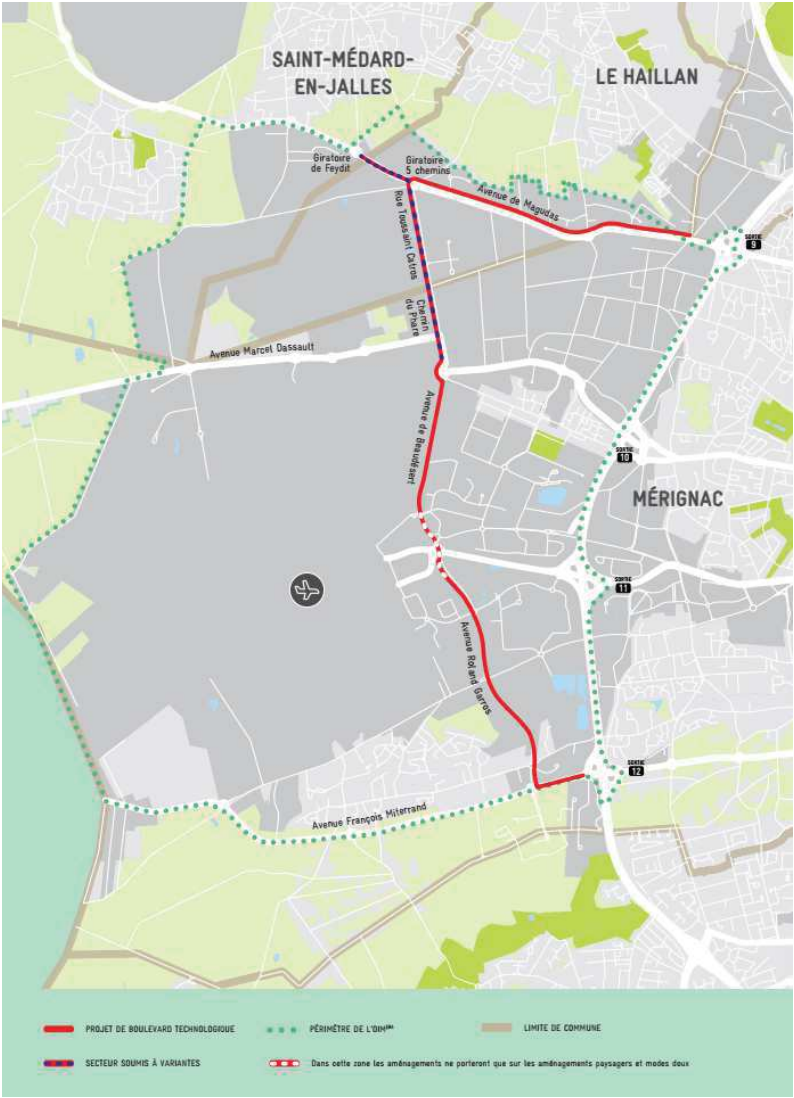 SAINT-MÉDARD-
EN-JALLES
LE HAILLAN
Giratoire
de Feydit
Giratoire
5 chemins
Avenue de Magudas
Rue Toussaint Catros
SORTIE
9
Chemin
du Phare
Avenue Marcel Dassault
Avenue de Beaudésert
SORTIE
10
MÉRIGNAC
SORTIE
11
Avenue Roland Garros
SORTIE
12
Avenue François Miterrand
PROJET DE BOULEVARD TECHNOLOGIQUE
PÉRIMÈTRE DE L'OIM
LIMITE DE COMMUNE
SECTEUR SOUMIS À VARIANTES
Dans cette zone les aménagements ne porteront que sur les aménagements paysagers et modes doux